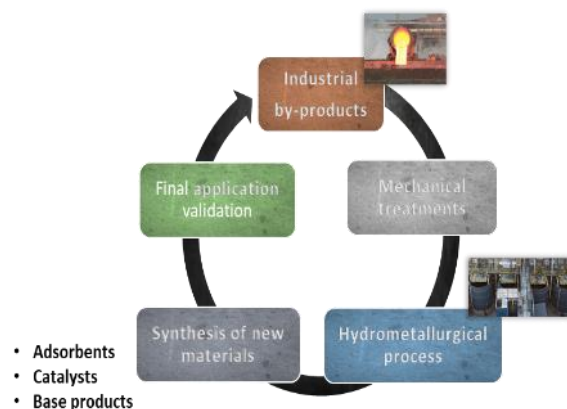 Industrial
by-products
Mechanical
treatments
Hydrometallurgical
process
Synthesis of new
materials
• Adsorbents
• Catalysts
• Base products
Final application
validation